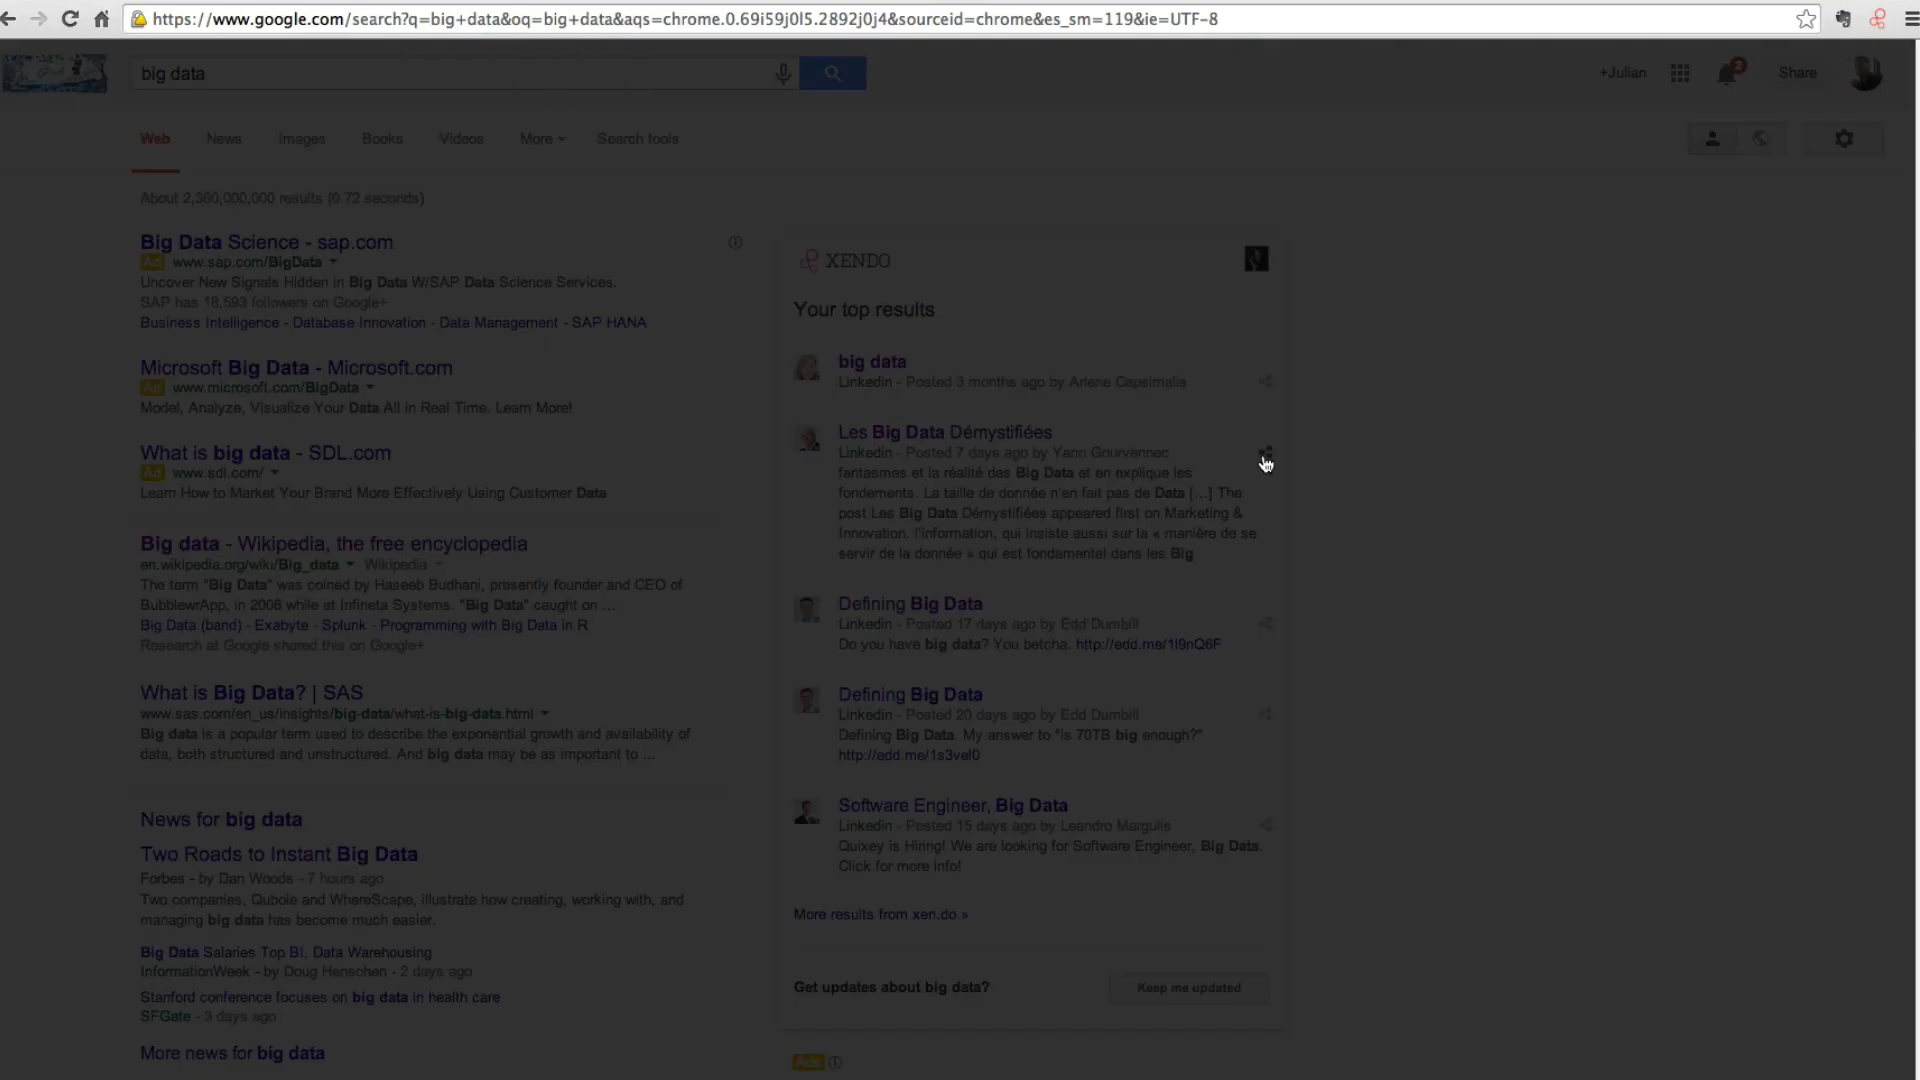 https://www.google.com/search?q=big+data&oq=big+data&aqs=chrome.0.69i59j0l5.2892j0j4&sourceid=chrome&es_sm=119&ie=UTF-8
big data
+Julian
2
Share
Web
News
Images
Books
Videos
More
Search tools
About 2,380,000,000 results (0.72 seconds)
Big Data Science - sap.com
Ad www.sap.com/BigData
Uncover New Signals Hidden in Big Data W/SAP Data Science Services.
SAP has 18,593 followers on Google+
Business Intelligence - Database Innovation - Data Management - SAP HANA
Microsoft Big Data - Microsoft.com
Ad www.microsoft.com/BigData
Model, Analyze, Visualize Your Data All in Real Time. Learn More!
What is big data - SDL.com
Ad www.sdl.com/
Learn How to Market Your Brand More Effectively Using Customer Data
Big data - Wikipedia, the free encyclopedia
en.wikipedia.org/wiki/Big_data Wikipedia
The term "Big Data" was coined by Haseeb Budhani, presently founder and CEO of
BubblewrApp, in 2008 while at Infineta Systems. "Big Data" caught on ...
Big Data (band) - Exabyte - Splunk - Programming with Big Data in R
Research at Google shared this on Google+
What is Big Data? | SAS
www.sas.com/en_us/insights/big-data/what-is-big-data.html
Big data is a popular term used to describe the exponential growth and availability of
data, both structured and unstructured. And big data may be as important to ...
News for big data
Two Roads to Instant Big Data
Forbes - by Dan Woods - 7 hours ago
Two companies, Qubole and WhereScape, illustrate how creating, working with, and
managing big data has become much easier.
Big Data Salaries Top BI, Data Warehousing
InformationWeek - by Doug Henschen - 2 days ago
Stanford conference focuses on big data in health care
SFGate - 3 days ago
More news for big data
XENDO
Your top results
big data
Linkedin - Posted 3 months ago by Arlene Capsimalis
Les Big Data Démystifiées
Linkedin - Posted 7 days ago by Yann Gourvennec
fantasmes et la réalité des Big Data et en explique les
fondements. La taille de donnée n'en fait pas de Data [...] The
post Les Big Data Démystifiées appeared first on Marketing &
Innovation. l'information, qui insiste aussi sur la « manière de se
servir de la donnée » qui est fondamental dans les Big
Defining Big Data
Linkedin - Posted 17 days ago by Edd Dumbill
Do you have big data? You betcha. http://edd.me/1l9nQ6F
Defining Big Data
Linkedin - Posted 20 days ago by Edd Dumbill
Defining Big Data. My answer to "Is 70TB big enough?"
http://edd.me/1s3vel0
Software Engineer, Big Data
Linkedin - Posted 15 days ago by Leandro Margulis
Quixey is Hiring! We are looking for Software Engineer, Big Data.
Click for more info!
More results from xen.do »
Get updates about big data?
Keep me updated
Ads